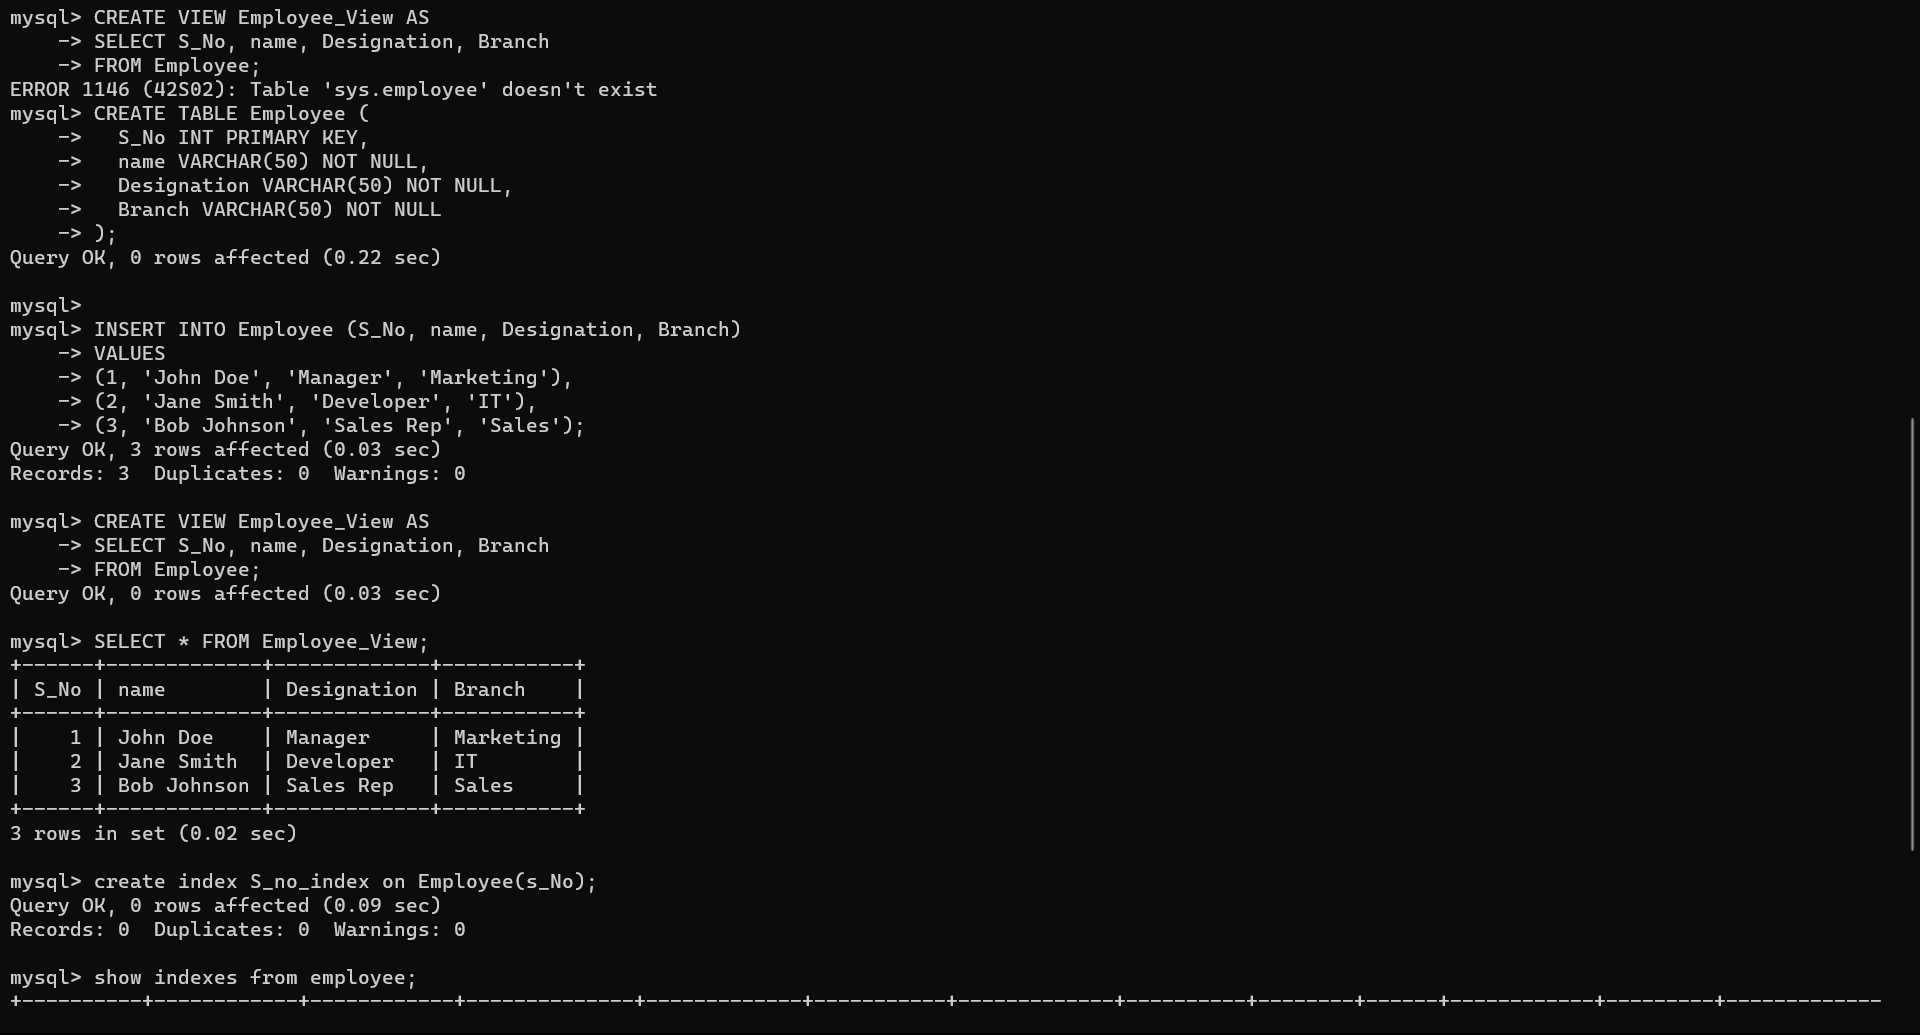 mysql> CREATE VIEW Employee_View AS
    -> SELECT S_No, name, Designation, Branch
    -> FROM Employee;
ERROR 1146 (42S02): Table 'sys.employee' doesn't exist
mysql> CREATE TABLE Employee (
    ->   S_No INT PRIMARY KEY,
    ->   name VARCHAR(50) NOT NULL,
    ->   Designation VARCHAR(50) NOT NULL,
    ->   Branch VARCHAR(50) NOT NULL
    -> );
Query OK, 0 rows affected (0.22 sec)

mysql>
mysql> INSERT INTO Employee (S_No, name, Designation, Branch)
    -> VALUES
    -> (1, 'John Doe', 'Manager', 'Marketing'),
    -> (2, 'Jane Smith', 'Developer', 'IT'),
    -> (3, 'Bob Johnson', 'Sales Rep', 'Sales');
Query OK, 3 rows affected (0.03 sec)
Records: 3  Duplicates: 0  Warnings: 0

mysql> CREATE VIEW Employee_View AS
    -> SELECT S_No, name, Designation, Branch
    -> FROM Employee;
Query OK, 0 rows affected (0.03 sec)

mysql> SELECT * FROM Employee_View;
+------+-------------+-------------+-----------+
| S_No | name        | Designation | Branch    |
+------+-------------+-------------+-----------+
|    1 | John Doe    | Manager     | Marketing |
|    2 | Jane Smith  | Developer   | IT        |
|    3 | Bob Johnson | Sales Rep   | Sales     |
+------+-------------+-------------+-----------+
3 rows in set (0.02 sec)

mysql> create index S_no_index on Employee(s_No);
Query OK, 0 rows affected (0.09 sec)
Records: 0  Duplicates: 0  Warnings: 0

mysql> show indexes from employee;
+----------+------------+------------+--------------+-------------+-----------+-------------+----------+--------+------+------------+---------+-------------